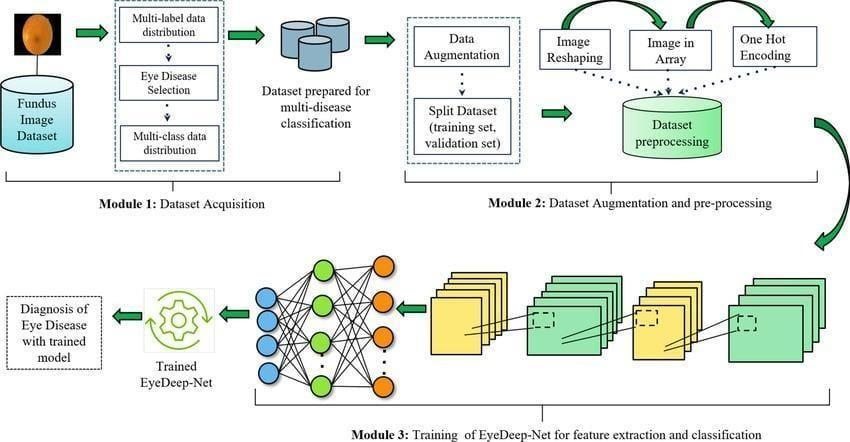 Fundus
Image
Dataset
Multi-label data
distribution
Eye Disease
Selection
Multi-class data
distribution
Dataset prepared for
multi-disease
classification
Module 1: Dataset Acquisition
Data
Augmentation
Split Dataset
(training set,
validation set)
Image
Reshaping
Image in
Array
One Hot
Encoding
Dataset
preprocessing
Module 2: Dataset Augmentation and pre-processing
Diagnosis of
Eye Disease
with trained
model
Trained
EyeDeep-Net
Module 3: Training of EyeDeep-Net for feature extraction and classification